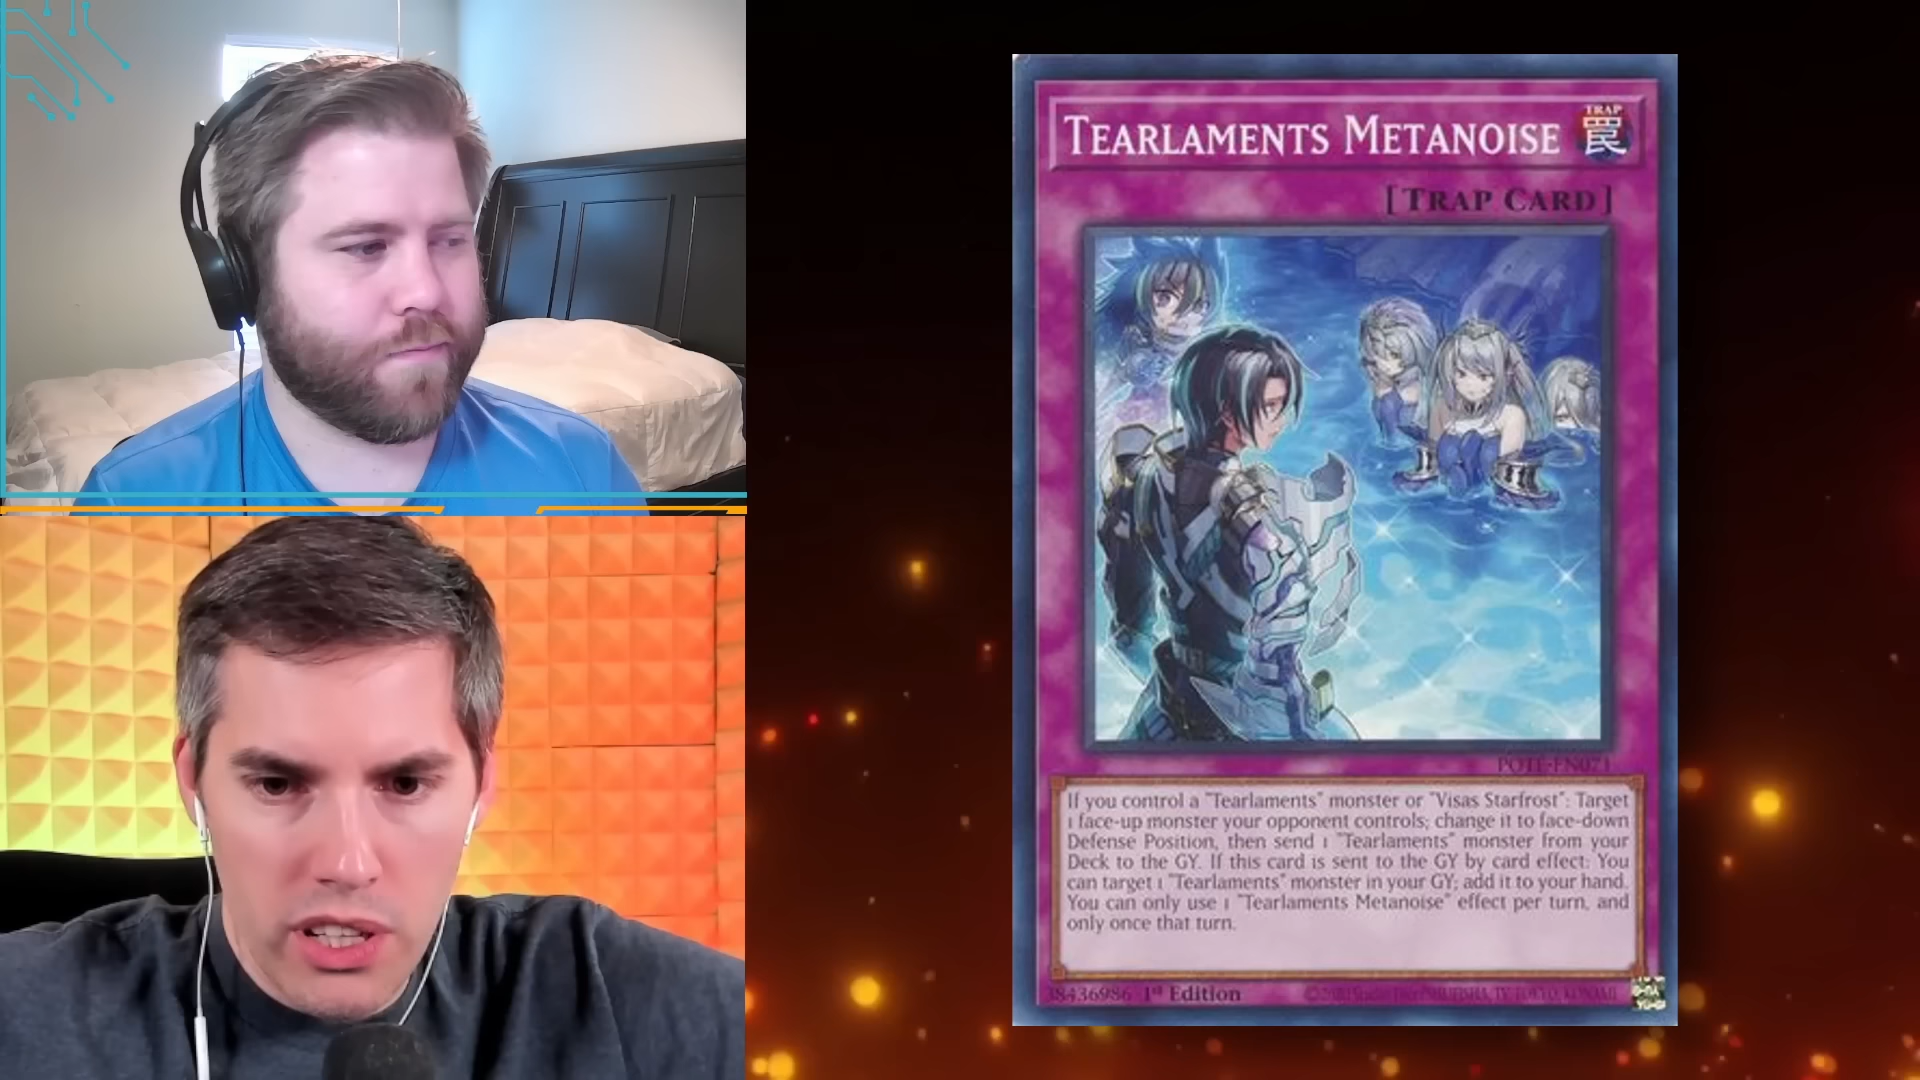 TEARLAMENTS METANOISE
TRAP
罠
[TRAP CARD]
POTE-EN073
If you control a "Tearlaments" monster or "Visas Starfrost": Target
1 face-up monster your opponent controls; change it to face-down
Defense Position, then send 1 "Tearlaments" monster from your
Deck to the GY. If this card is sent to the GY by card effect: You
can target 1 "Tearlaments" monster in your GY; add it to your hand.
You can only use 1 "Tearlaments Metanoise" effect per turn, and
only once that turn.
38436986 1st Edition